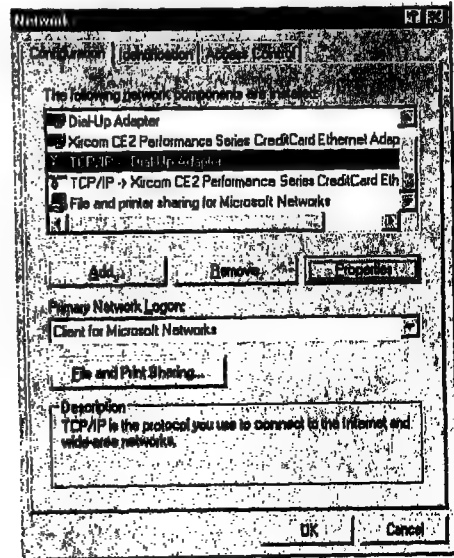 Network
Configuration Identification Access Control
The following network components are installed:
Dial-Up Adapter
Xircom CE2 Performance Series CreditCard Ethernet Adap
TCP/IP -> Dial-Up Adapter
TCP/IP -> Xircom CE2 Performance Series CreditCard Eth
File and printer sharing for Microsoft Networks
Add... Remove Properties
Primary Network Logon:
Client for Microsoft Networks
File and Print Sharing...
Description
TCP/IP is the protocol you use to connect to the Internet and
wide-area networks.
OK Cancel